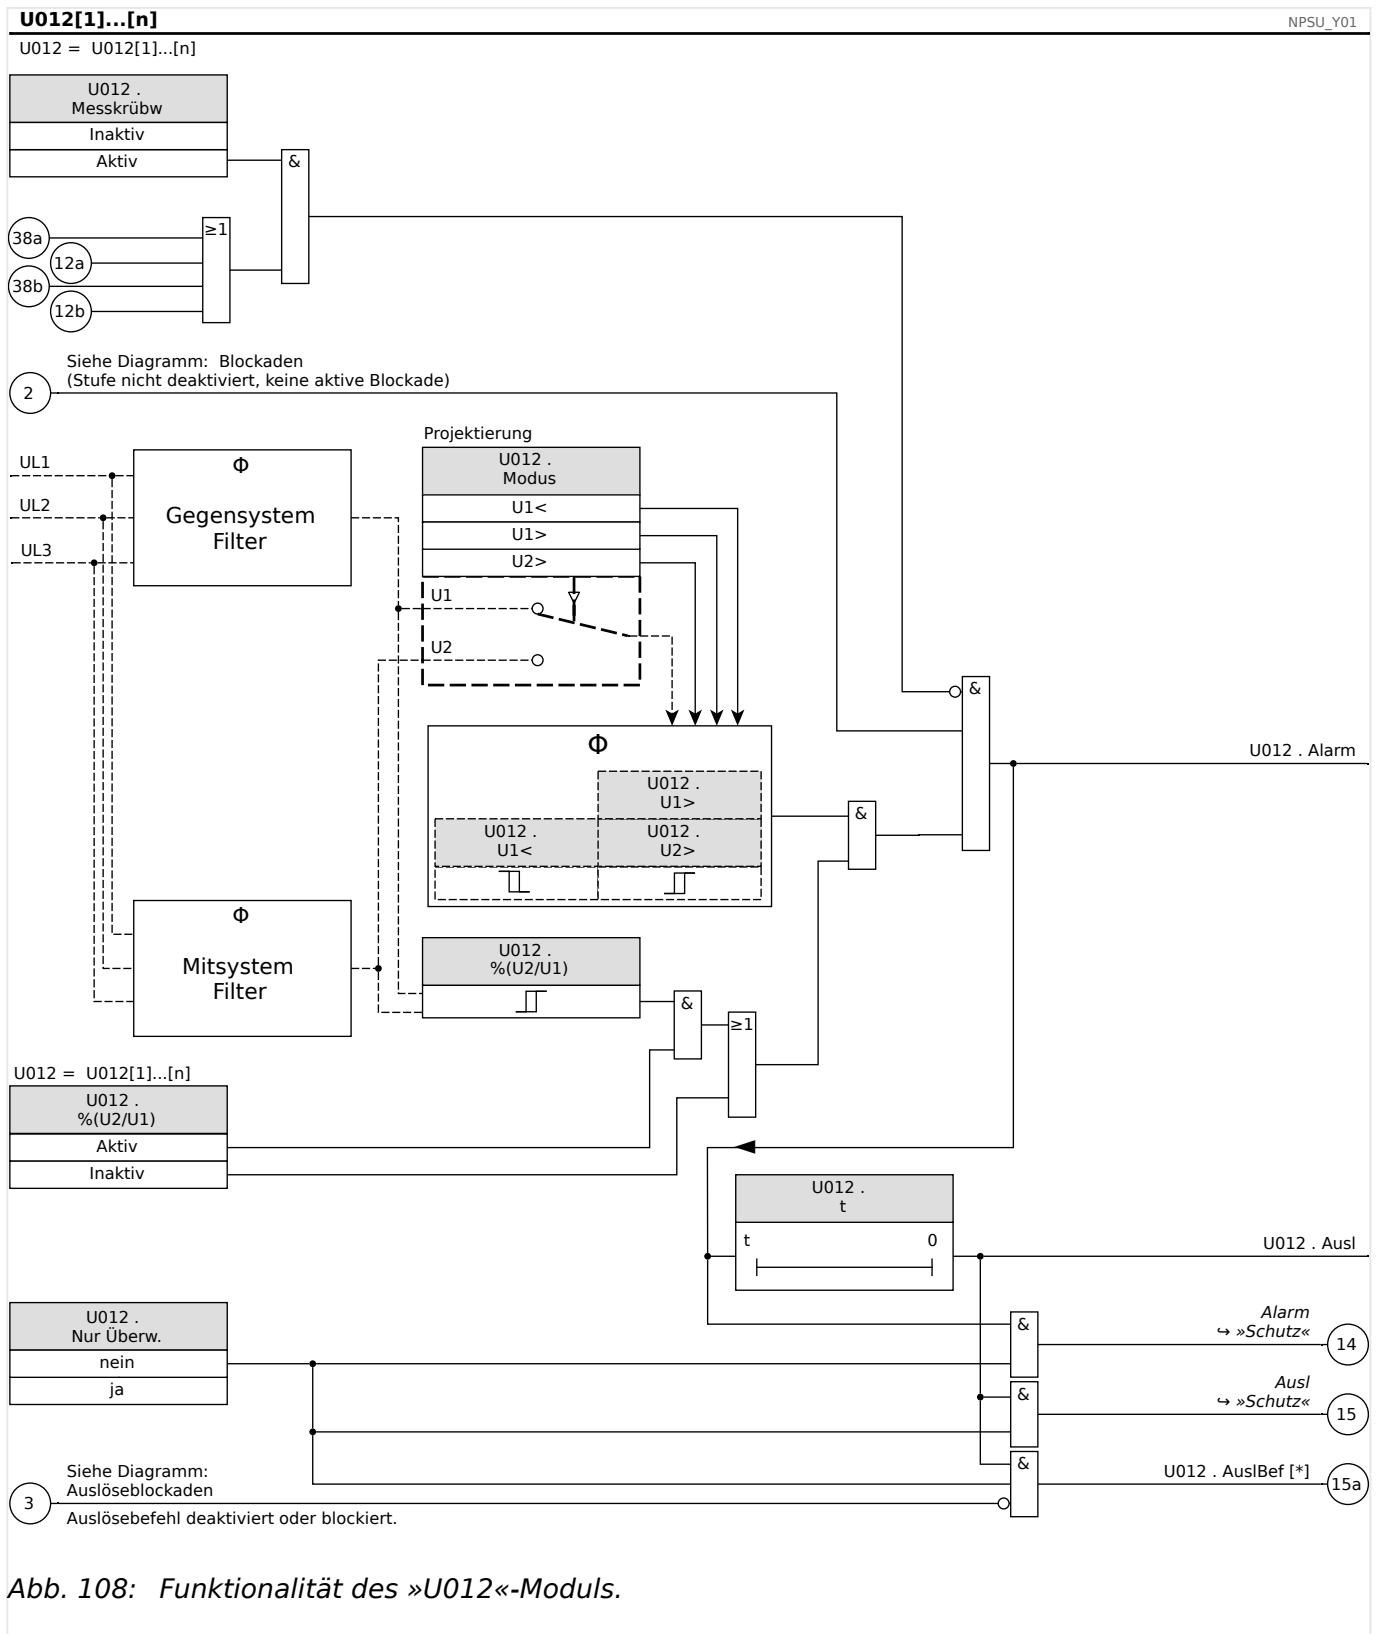 U012[1]...[n]
NPSU_Y01
U012 = U012[1]...[n]
U012 .
Messkrübw
Inaktiv
Aktiv
&
≥1
38a
12a
38b
12b
Siehe Diagramm: Blockaden
(Stufe nicht deaktiviert, keine aktive Blockade)
2
Projektierung
UL1
UL2
UL3
Φ
Gegensystem
Filter
U012 .
Modus
U1<
U1>
U2>
U1
U2
&
U012 . Alarm
Φ
U012 .
U1>
U012 .
U1<
U012 .
U2>
&
Φ
Mitsystem
Filter
U012 .
%(U2/U1)
&
≥1
U012 = U012[1]...[n]
U012 .
%(U2/U1)
Aktiv
Inaktiv
U012 .
t
t 0
U012 . Ausl
U012 .
Nur Überw.
nein
ja
&
Alarm
↪ »Schutz«
14
&
Ausl
↪ »Schutz«
15
&
U012 . AuslBef [*]
15a
Siehe Diagramm:
Auslöseblockaden
3
Auslösebefehl deaktiviert oder blockiert.
Abb. 108: Funktionalität des »U012«-Moduls.